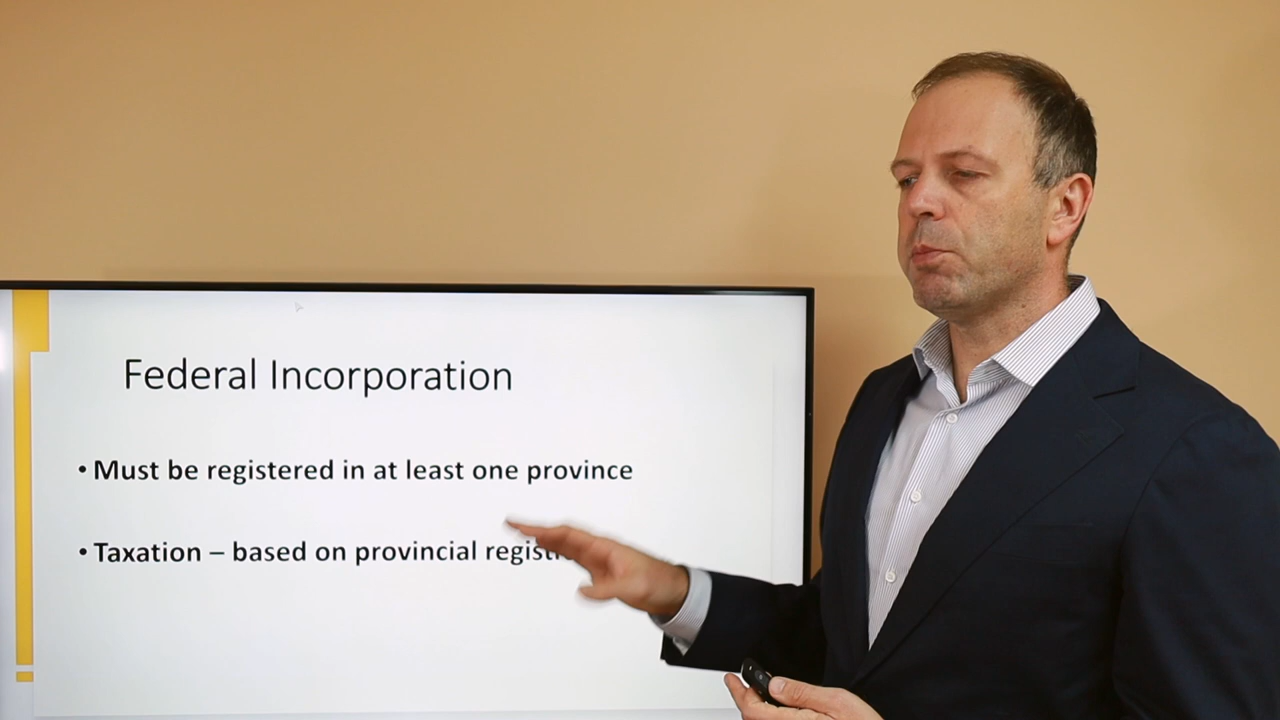 Federal Incorporation
• Must be registered in at least one province
• Taxation – based on provincial